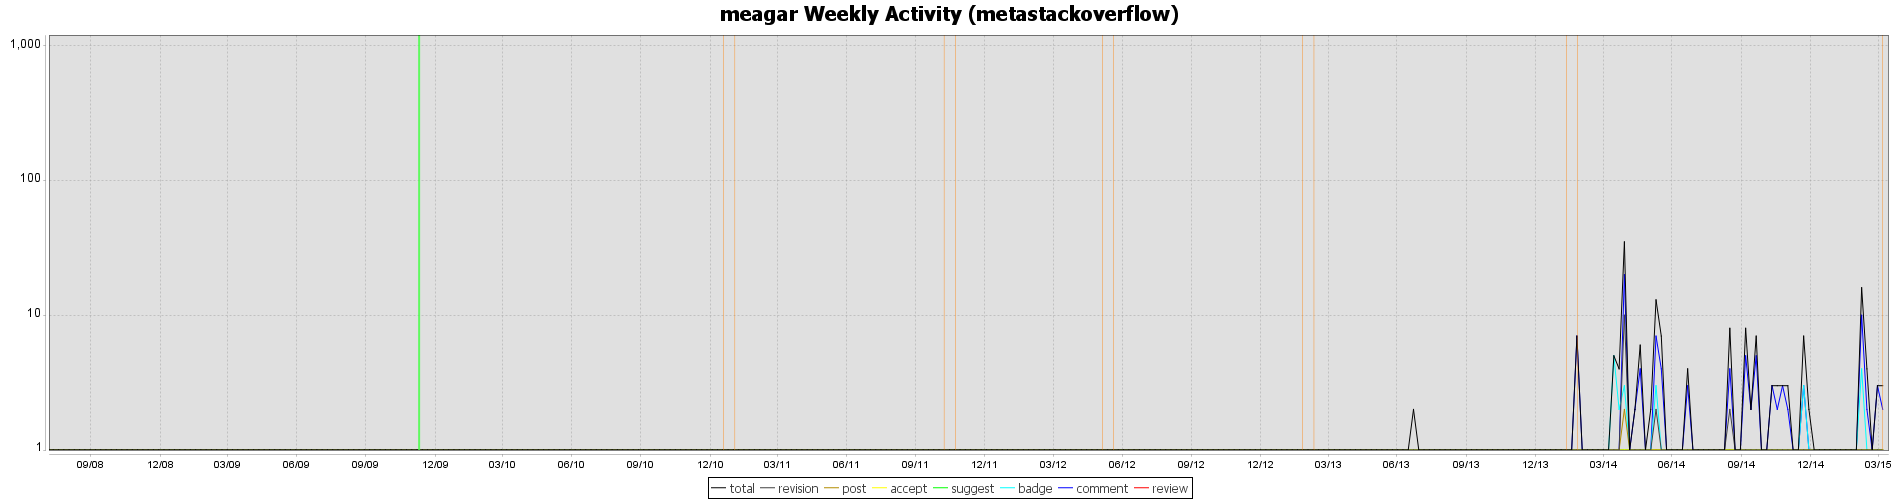 meagar Weekly Activity (metastackoverflow)
1,000
100
10
1
09/08 12/08 03/09 06/09 09/09 12/09 03/10 06/10 09/10 12/10 03/11 06/11 09/11 12/11 03/12 06/12 09/12 12/12 03/13 06/13 09/13 12/13 03/14 06/14 09/14 12/14 03/15
total revision post accept suggest badge comment review